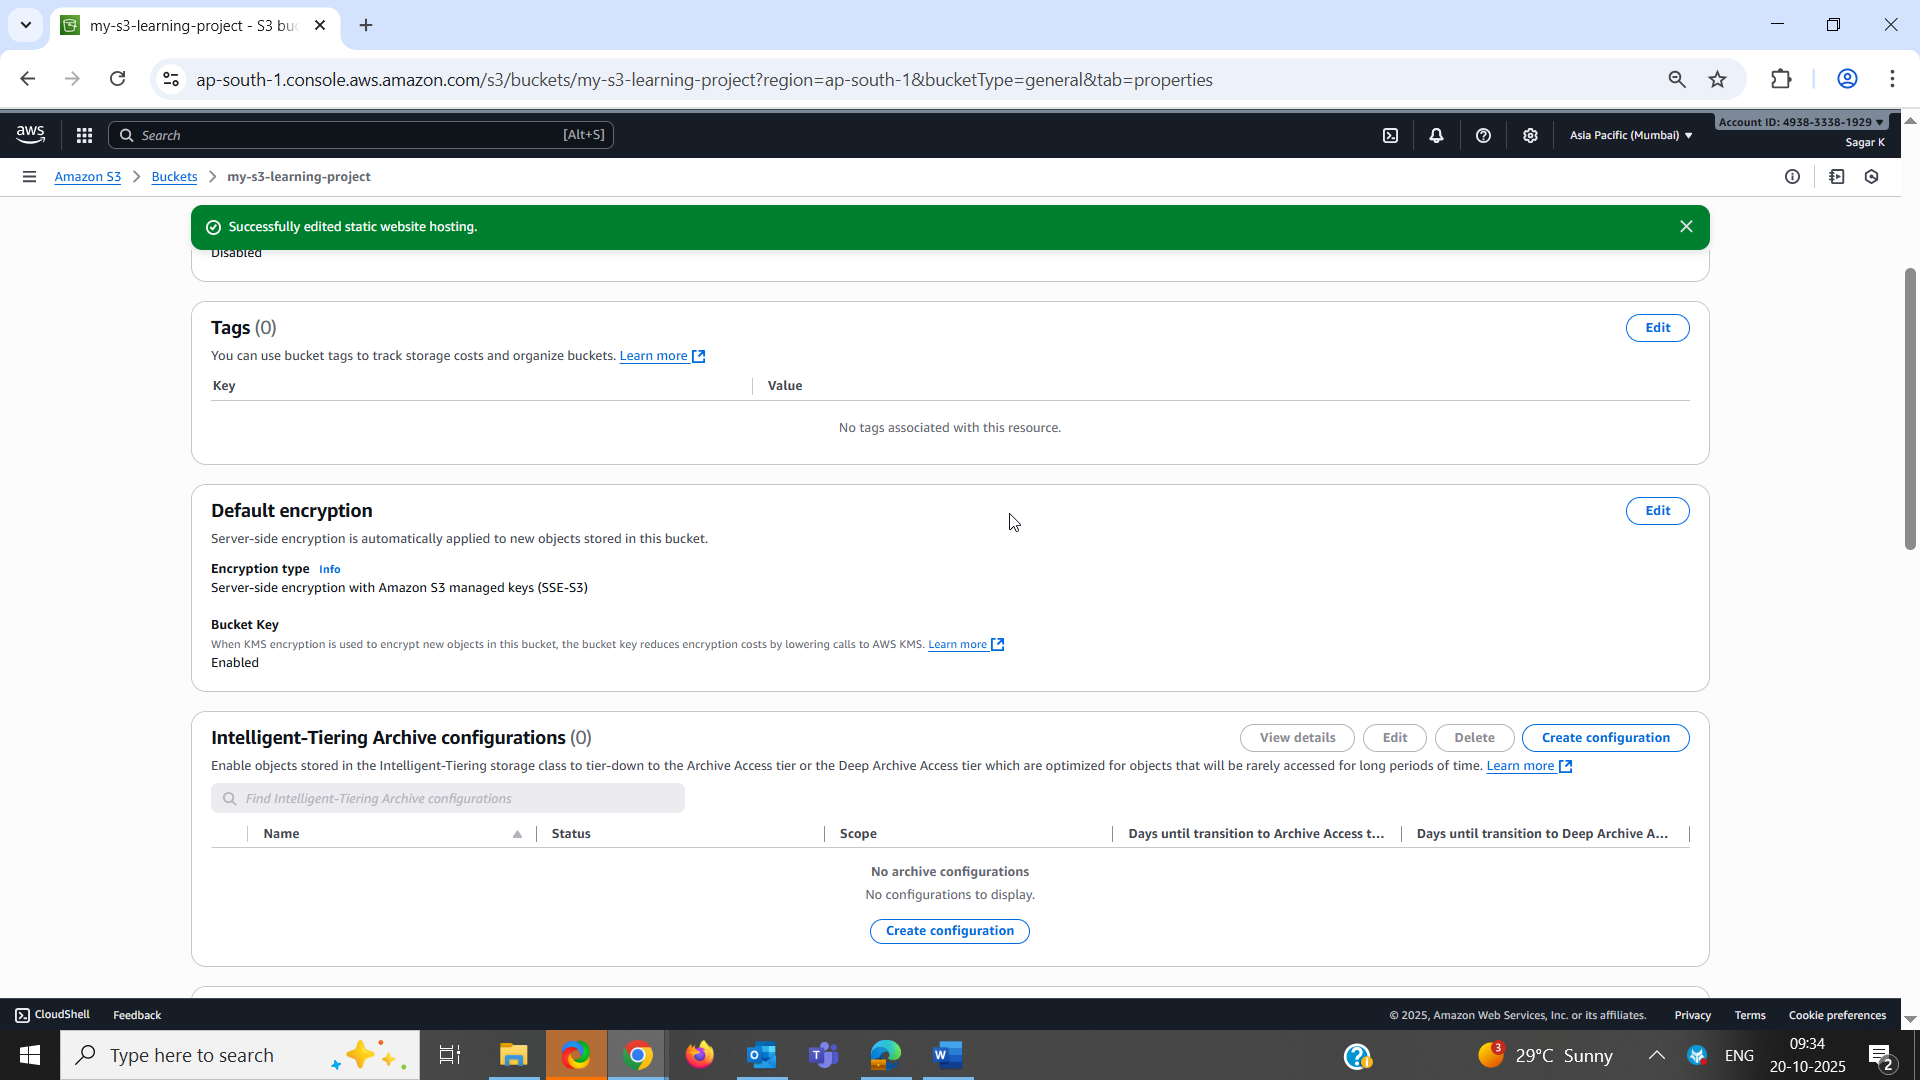 my-s3-learning-project - S3 buc
ap-south-1.console.aws.amazon.com/s3/buckets/my-s3-learning-project?region=ap-south-1&bucketType=general&tab=properties
aws
Search
[Alt+S]
Asia Pacific (Mumbai)
Account ID: 4938-3338-1929
Sagar K
Amazon S3
Buckets
my-s3-learning-project
Successfully edited static website hosting.
Disabled
Tags (0)
Edit
You can use bucket tags to track storage costs and organize buckets. Learn more
Key
Value
No tags associated with this resource.
Default encryption
Edit
Server-side encryption is automatically applied to new objects stored in this bucket.
Encryption type Info
Server-side encryption with Amazon S3 managed keys (SSE-S3)
Bucket Key
When KMS encryption is used to encrypt new objects in this bucket, the bucket key reduces encryption costs by lowering calls to AWS KMS. Learn more
Enabled
Intelligent-Tiering Archive configurations (0)
View details
Edit
Delete
Create configuration
Enable objects stored in the Intelligent-Tiering storage class to tier-down to the Archive Access tier or the Deep Archive Access tier which are optimized for objects that will be rarely accessed for long periods of time. Learn more
Find Intelligent-Tiering Archive configurations
Name
Status
Scope
Days until transition to Archive Access t...
Days until transition to Deep Archive A...
No archive configurations
No configurations to display.
Create configuration
CloudShell
Feedback
© 2025, Amazon Web Services, Inc. or its affiliates.
Privacy
Terms
Cookie preferences
Type here to search
3
29°C Sunny
ENG
09:34
20-10-2025
2